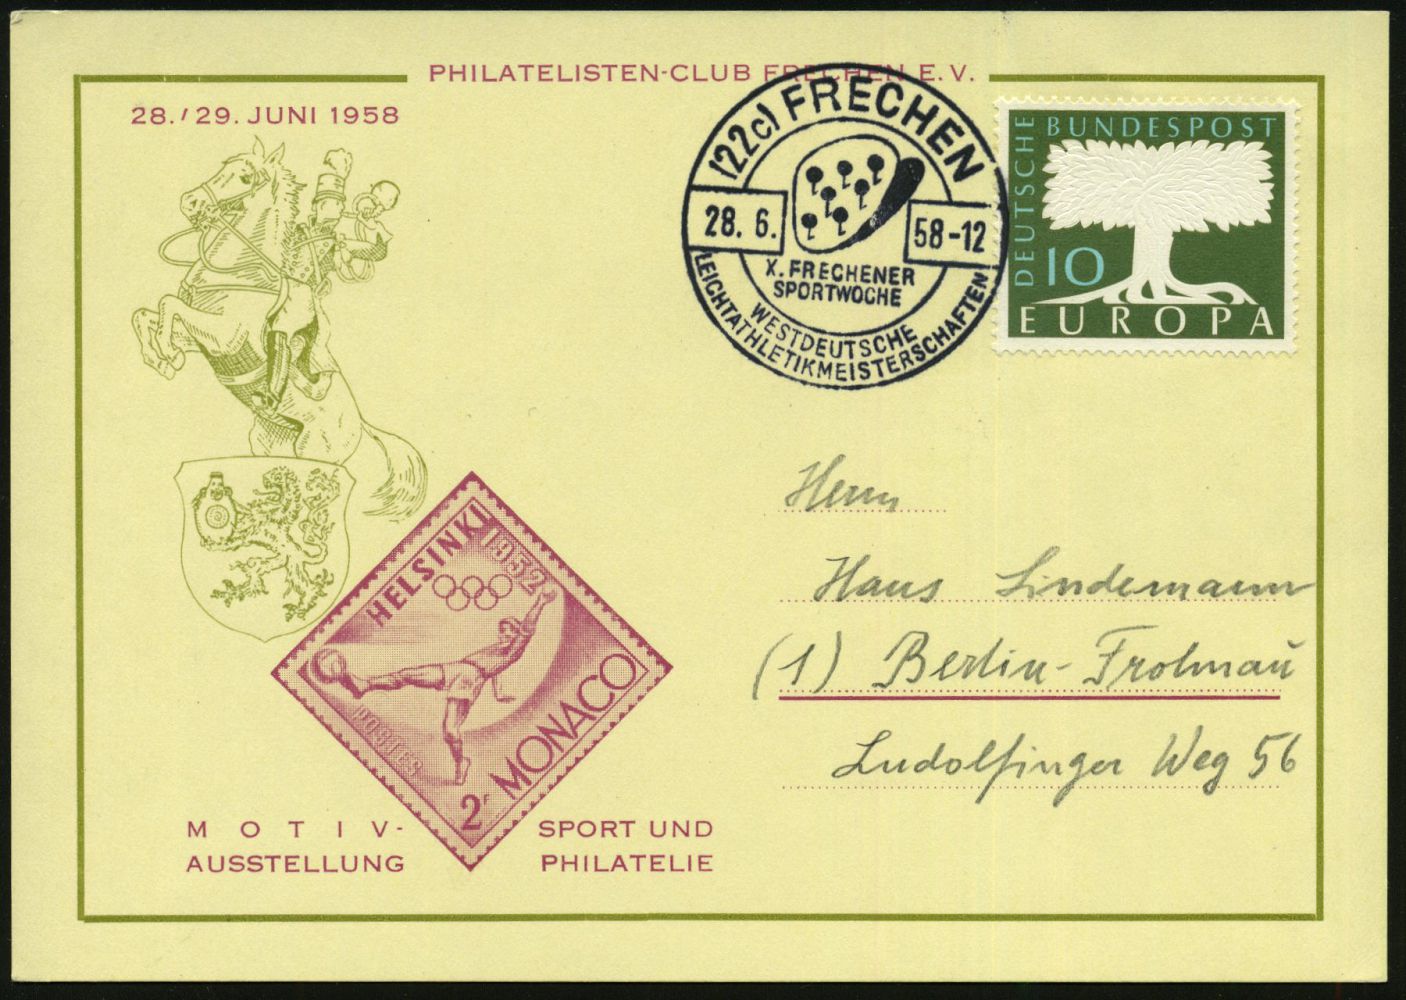 PHILATELISTEN-CLUB FRECHEN E.V.
28./29. JUNI 1958
(22c) FRECHEN
28. 6. 58-12
X. FRECHENER
SPORTWOCHE
WESTDEUTSCHE
LEICHTATHLETIKMEISTERSCHAFTEN
DEUTSCHE BUNDESPOST
10
EUROPA
HELSINKI 1952
POSTES
2F MONACO
Herrn
Hans Lindemann
(1) Berlin-Frohnau
Ludolfinger Weg 56
MOTIV-
AUSSTELLUNG
SPORT UND
PHILATELIE